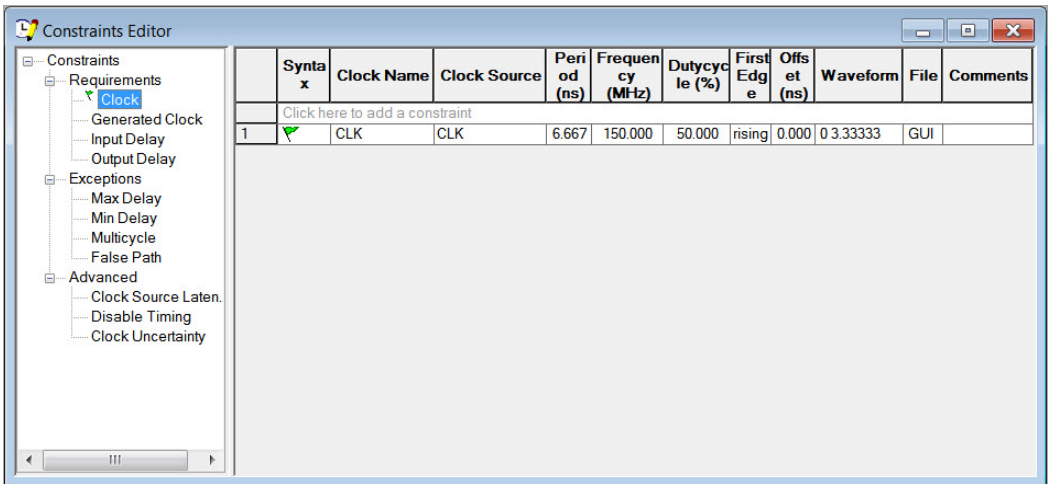 Constraints Editor
Constraints
Requirements
Clock
Generated Clock
Input Delay
Output Delay
Exceptions
Max Delay
Min Delay
Multicycle
False Path
Advanced
Clock Source Laten.
Disable Timing
Clock Uncertainty
Synta
x
Clock Name
Clock Source
Peri
od
(ns)
Frequen
cy
(MHz)
Dutycyc
le (%)
First
Edg
e
Offs
et
(ns)
Waveform
File
Comments
Click here to add a constraint
1 CLK CLK 6.667 150.000 50.000 rising 0.000 0 3.33333 GUI